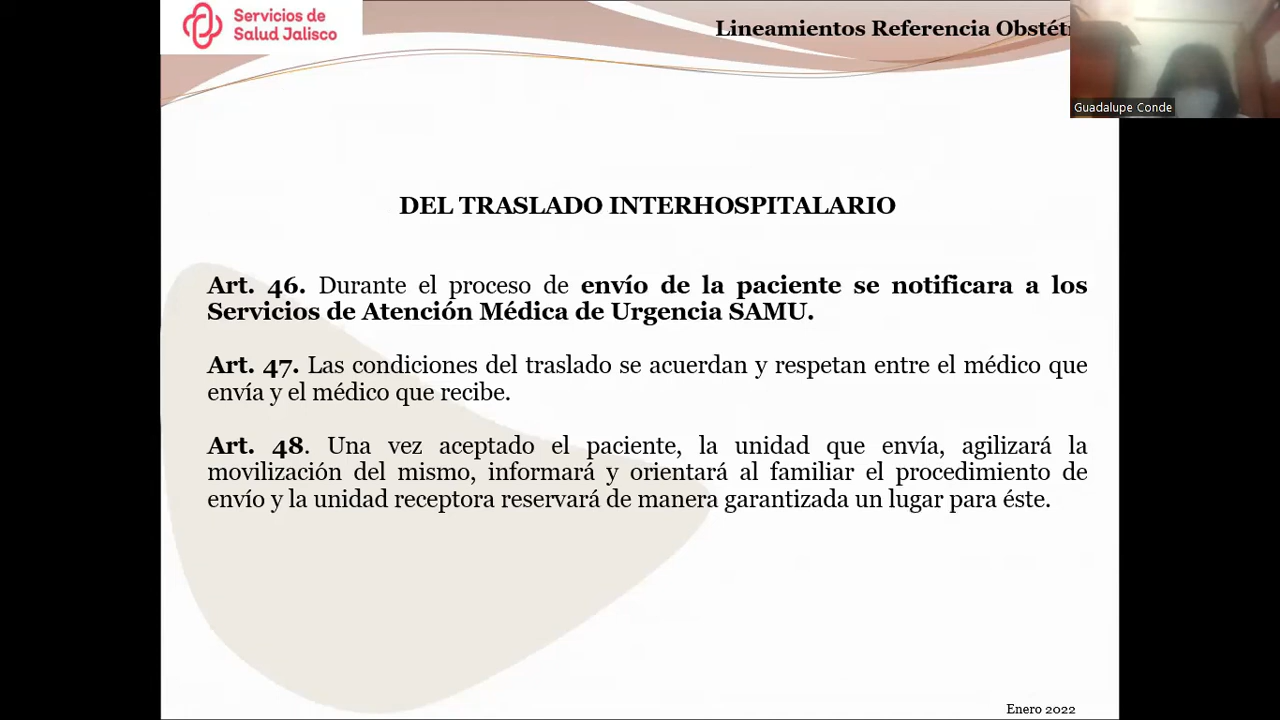 Servicios de
Salud Jalisco
Lineamientos Referencia Obstét
Guadalupe Conde
DEL TRASLADO INTERHOSPITALARIO
Art. 46. Durante el proceso de envío de la paciente se notificara a los
Servicios de Atención Médica de Urgencia SAMU.
Art. 47. Las condiciones del traslado se acuerdan y respetan entre el médico que
envía y el médico que recibe.
Art. 48. Una vez aceptado el paciente, la unidad que envía, agilizará la
movilización del mismo, informará y orientará al familiar el procedimiento de
envío y la unidad receptora reservará de manera garantizada un lugar para éste.
Enero 2022